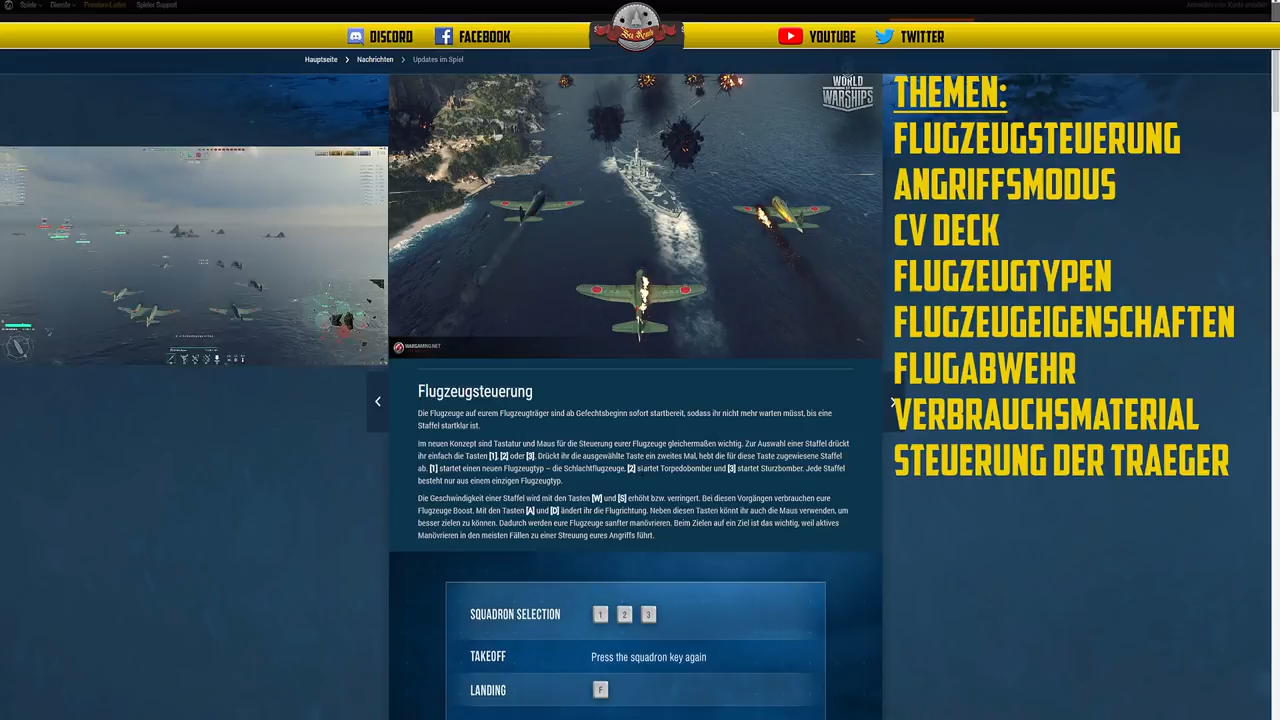 Spiele Dienste Premium-Laden Spieler Support
DISCORD FACEBOOK YOUTUBE TWITTER
Hauptseite Nachrichten Updates im Spiel
WORLD OF
WARSHIPS
WARGAMING.NET
THEMEN:
FLUGZEUGSTEUERUNG
ANGRIFFSMODUS
CV DECK
FLUGZEUGTYPEN
FLUGZEUGEIGENSCHAFTEN
FLUGABWEHR
VERBRAUCHSMATERIAL
STEUERUNG DER TRAEGER
Flugzeugsteuerung
Die Flugzeuge auf eurem Flugzeugträger sind ab Gefechtsbeginn sofort startbereit, sodass ihr nicht mehr warten müsst, bis eine
Staffel startklar ist.
Im neuen Konzept sind Tastatur und Maus für die Steuerung eurer Flugzeuge gleichermaßen wichtig. Zur Auswahl einer Staffel drückt
ihr einfach die Tasten [1], [2] oder [3]. Drückt ihr die ausgewählte Taste ein zweites Mal, hebt die für diese Taste zugewiesene Staffel
ab. [1] startet einen neuen Flugzeugtyp – die Schlachtflugzeuge, [2] startet Torpedobomber und [3] startet Sturzbomber. Jede Staffel
besteht nur aus einem einzigen Flugzeugtyp.
Die Geschwindigkeit einer Staffel wird mit den Tasten [W] und [S] erhöht bzw. verringert. Bei diesen Vorgängen verbrauchen eure
Flugzeuge Boost. Mit den Tasten [A] und [D] ändert ihr die Flugrichtung. Neben diesen Tasten könnt ihr auch die Maus verwenden, um
besser zielen zu können. Dadurch werden eure Flugzeuge sanfter manövrieren. Beim Zielen auf ein Ziel ist das wichtig, weil aktives
Manövrieren in den meisten Fällen zu einer Streuung eures Angriffs führt.
SQUADRON SELECTION 1 2 3
TAKEOFF Press the squadron key again
LANDING F